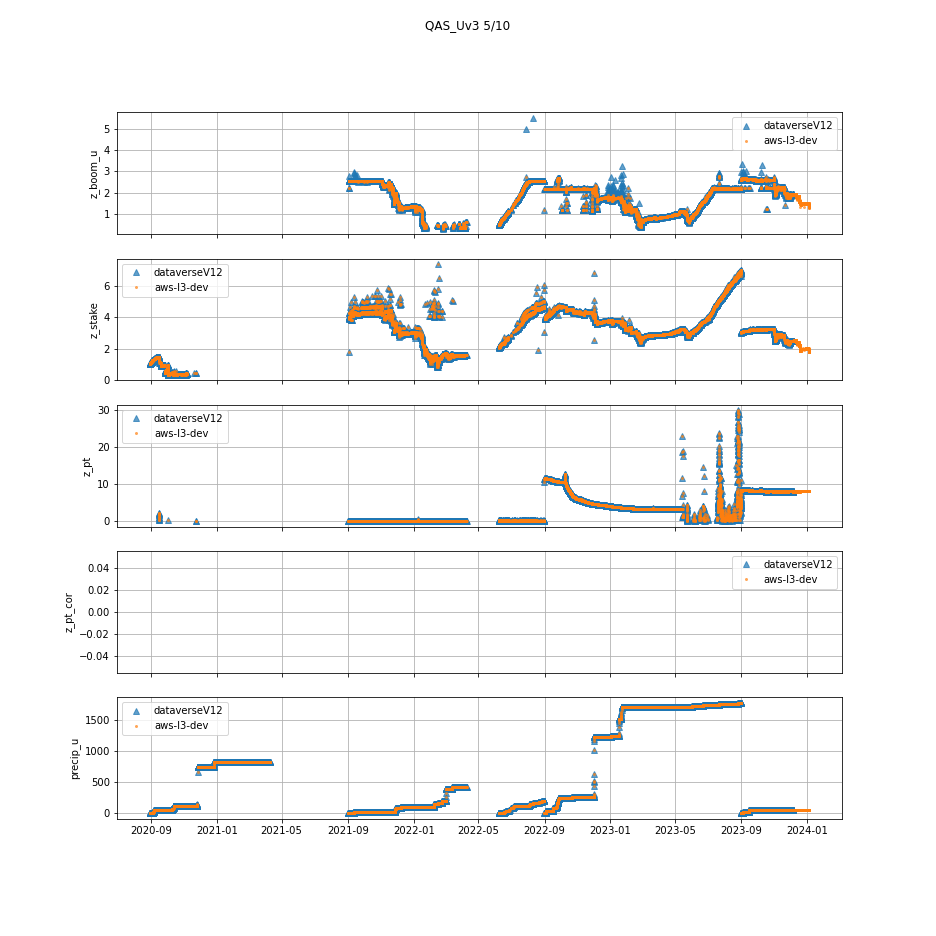 QAS_Uv3 5/10
z_boom_u
5
4
3
2
1
dataverseV12
aws-l3-dev
z_stake
6
4
2
0
dataverseV12
aws-l3-dev
z_pt
30
20
10
0
dataverseV12
aws-l3-dev
z_pt_cor
0.04
0.02
0.00
−0.02
−0.04
dataverseV12
aws-l3-dev
precip_u
1500
1000
500
0
dataverseV12
aws-l3-dev
2020-09 2021-01 2021-05 2021-09 2022-01 2022-05 2022-09 2023-01 2023-05 2023-09 2024-01